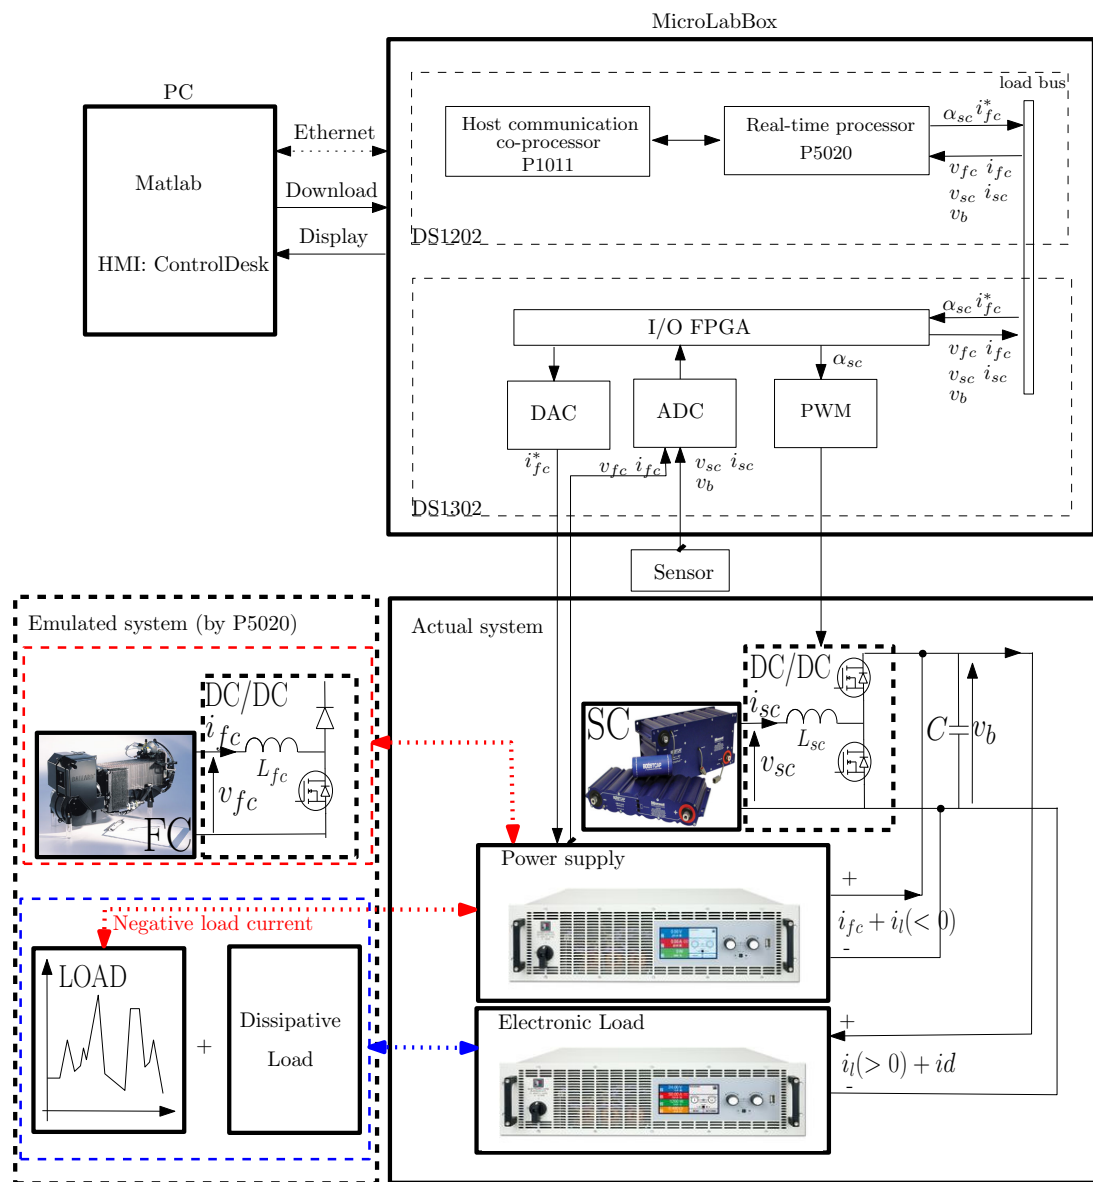 MicroLabBox
PC
Matlab
HMI: ControlDesk
Ethernet
Download
Display
load bus
Host communication
co-processor
P1011
Real-time processor
P5020
α_sc i*_fc
v_fc i_fc
v_sc i_sc
v_b
DS1202
I/O FPGA
α_sc i*_fc
v_fc i_fc
v_sc i_sc
v_b
α_sc
DAC
ADC
PWM
i*_fc
v_fc i_fc
v_sc i_sc
v_b
DS1302
Sensor
Emulated system (by P5020)
Actual system
DC/DC
i_fc
L_fc
v_fc
FC
SC
DC/DC
i_sc
L_sc
v_sc
C
v_b
Power supply
+
i_fc + i_l(< 0)
-
Negative load current
LOAD
+
Dissipative
Load
Electronic Load
+
i_l(> 0) + id
-